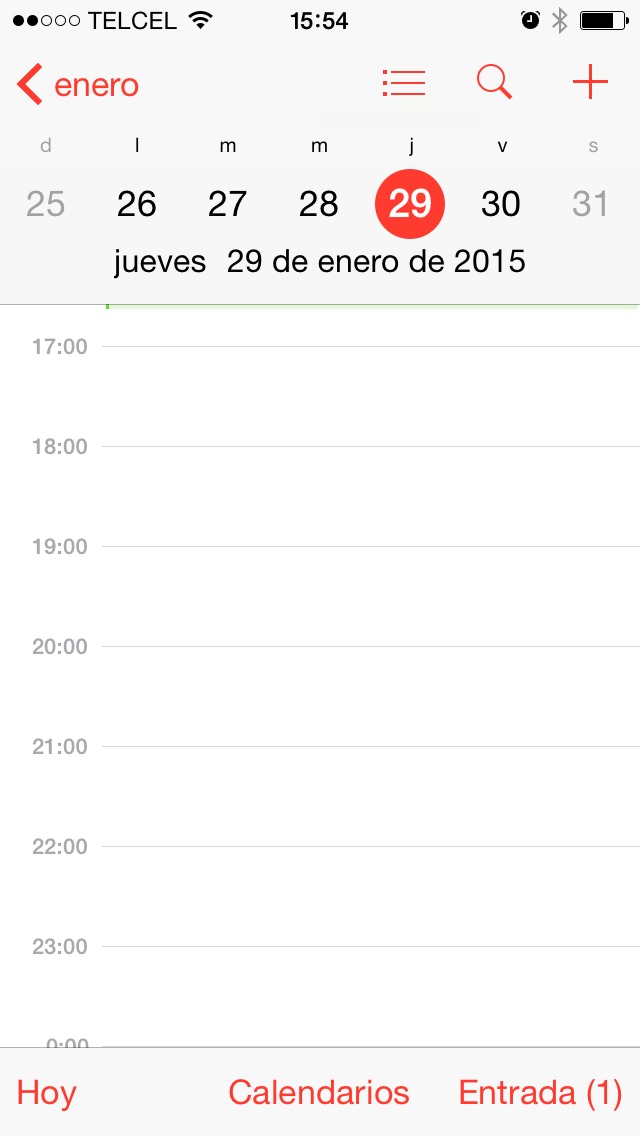 TELCEL 15:54
enero
d l m m j v s
25 26 27 28 29 30 31
jueves 29 de enero de 2015
17:00
18:00
19:00
20:00
21:00
22:00
23:00
0:00
Hoy Calendarios Entrada (1)